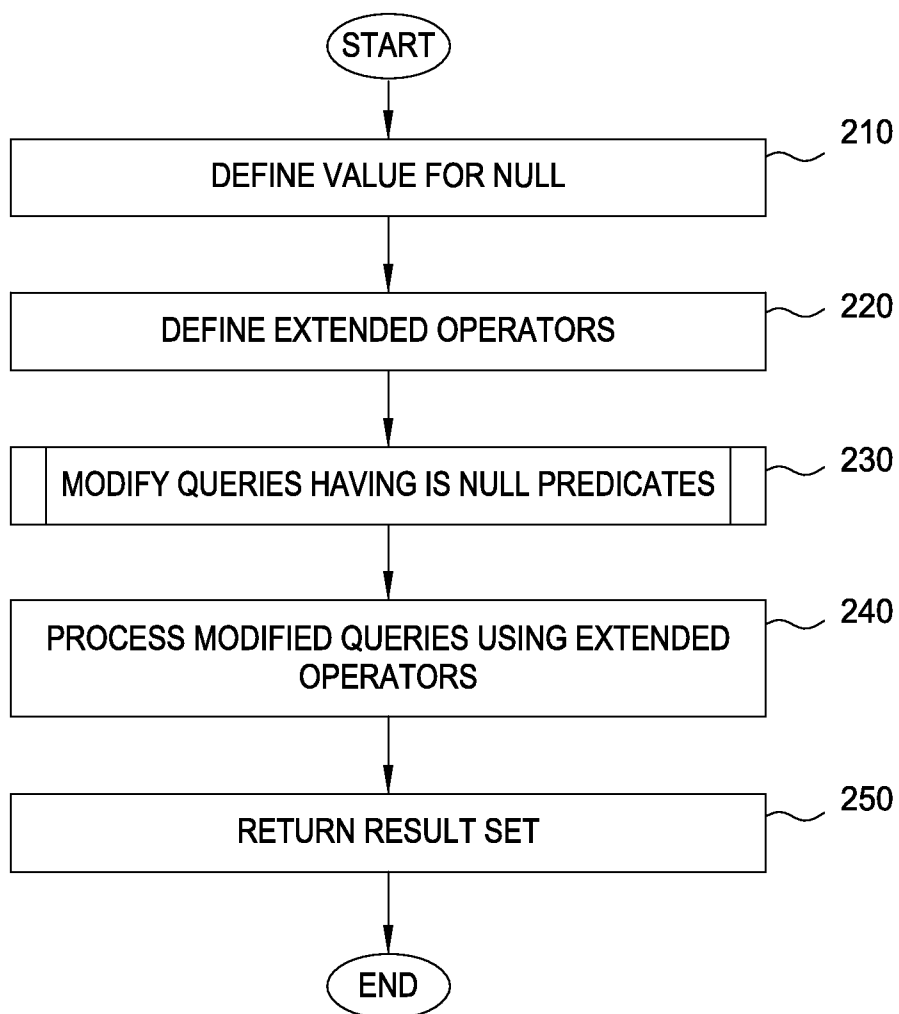 START
210
DEFINE VALUE FOR NULL
220
DEFINE EXTENDED OPERATORS
230
MODIFY QUERIES HAVING IS NULL PREDICATES
240
PROCESS MODIFIED QUERIES USING EXTENDED
OPERATORS
250
RETURN RESULT SET
END